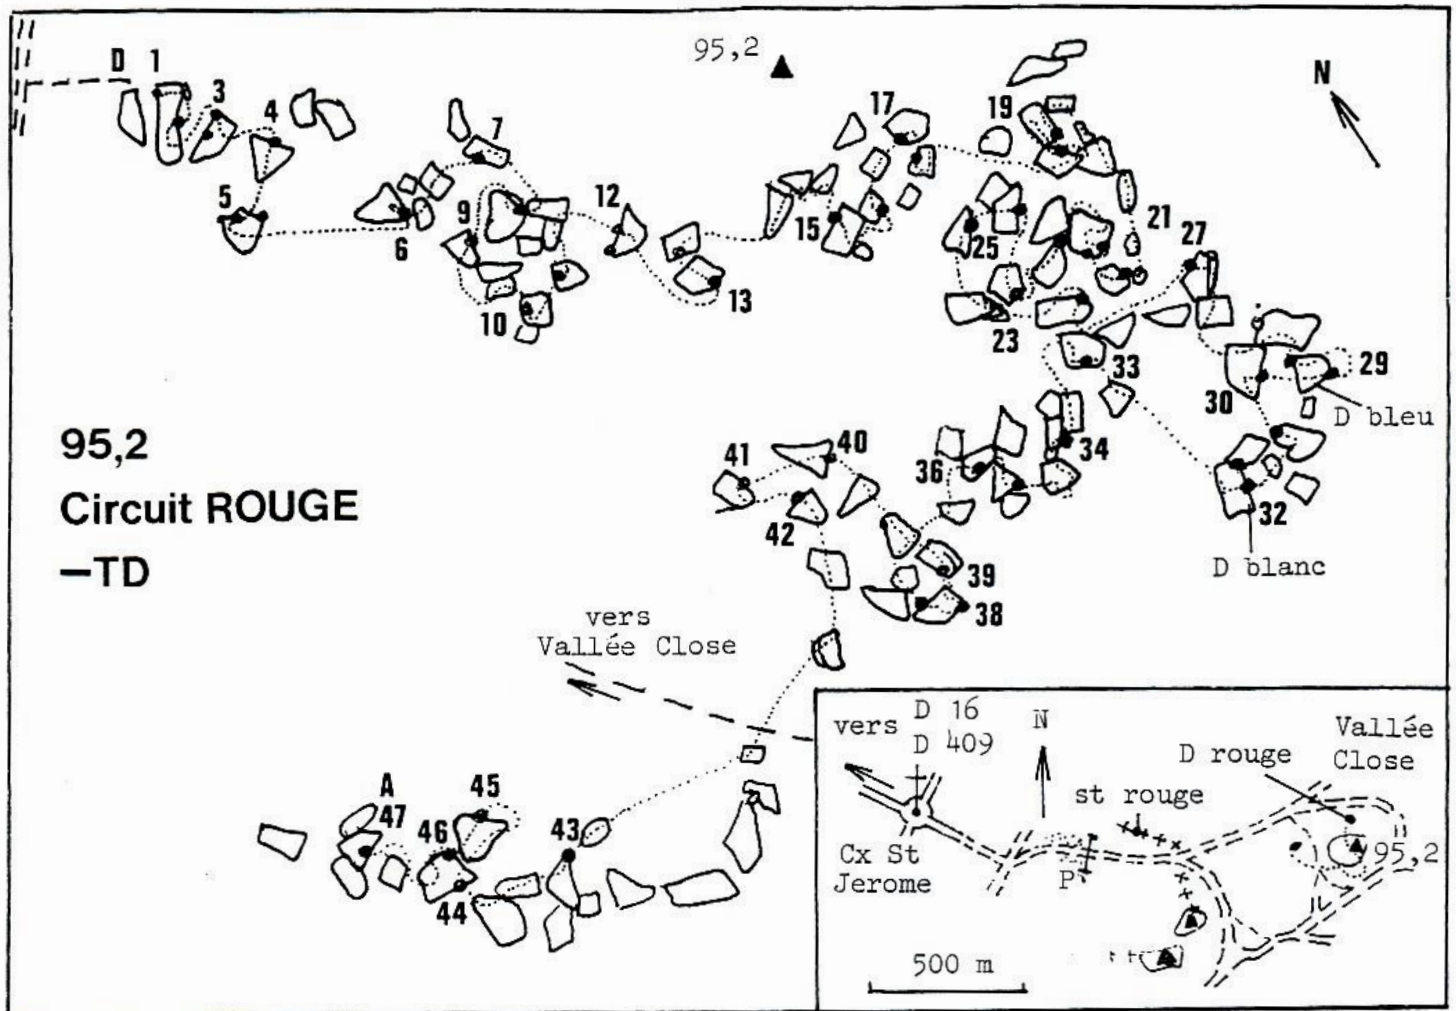 95,2
N
D 1
3
4
5
6
7
9
10
12
13
15
17
19
21
27
25
23
33
29
30
D bleu
32
D blanc
34
36
40
41
42
39
38
95,2
Circuit ROUGE
–TD
vers
Vallée Close
A
47
46
45
44
43
vers
D 16
D 409
N
Vallée
Close
D rouge
st rouge
Cx St
Jerome
P
95,2
500 m